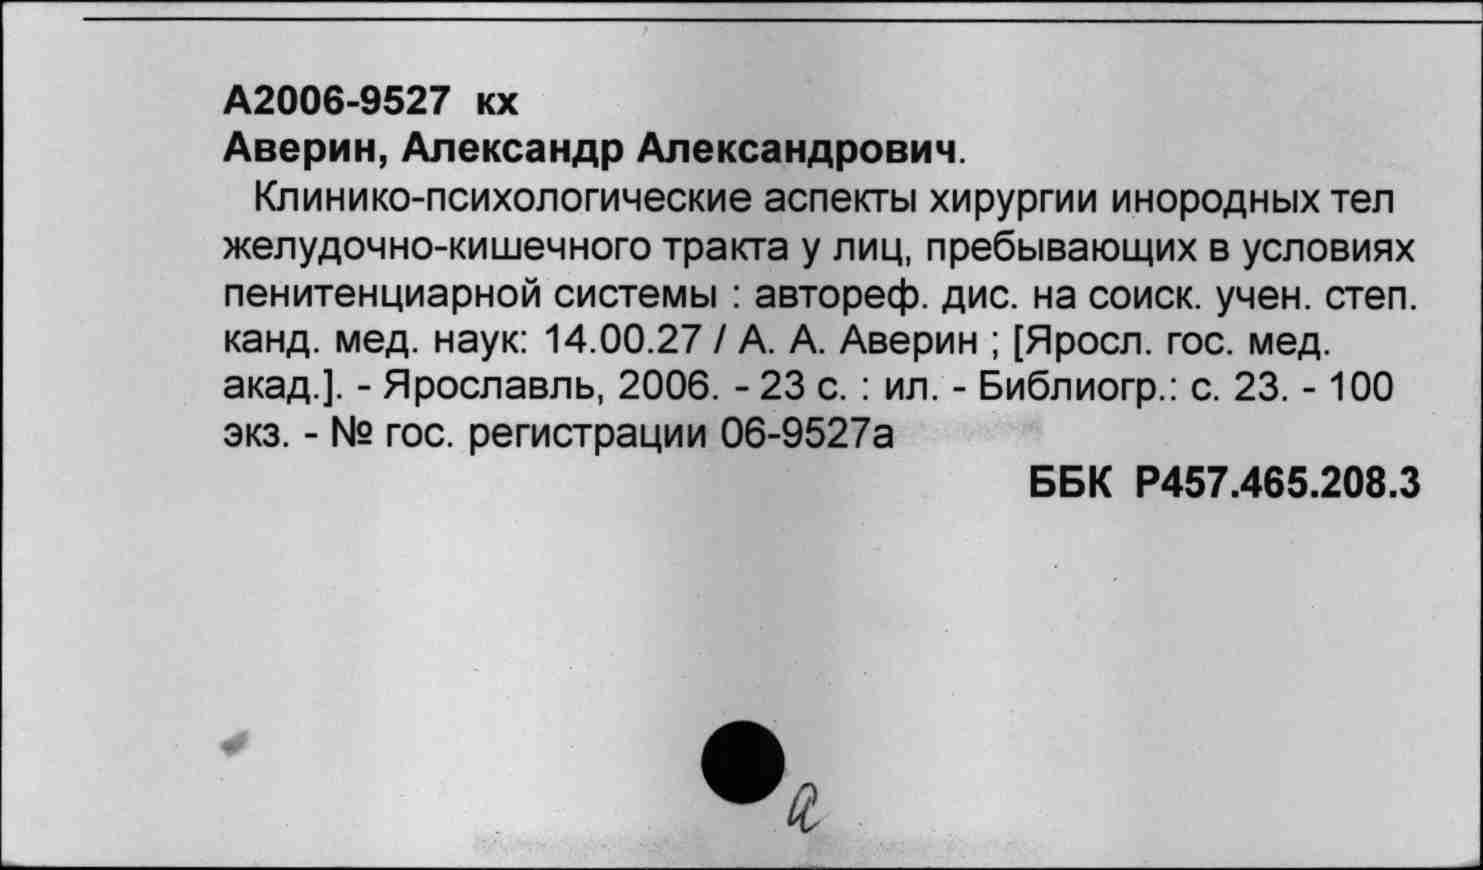 А2006-9527 кх
Аверин, Александр Александрович.
Клинико-психологические аспекты хирургии инородных тел
желудочно-кишечного тракта у лиц, пребывающих в условиях
пенитенциарной системы : автореф. дис. на соиск. учен. степ.
канд. мед. наук: 14.00.27 / А. А. Аверин ; [Яросл. гос. мед.
акад.]. - Ярославль, 2006. - 23 с. : ил. - Библиогр.: с. 23. - 100
экз. - № гос. регистрации 06-9527а
ББК Р457.465.208.3